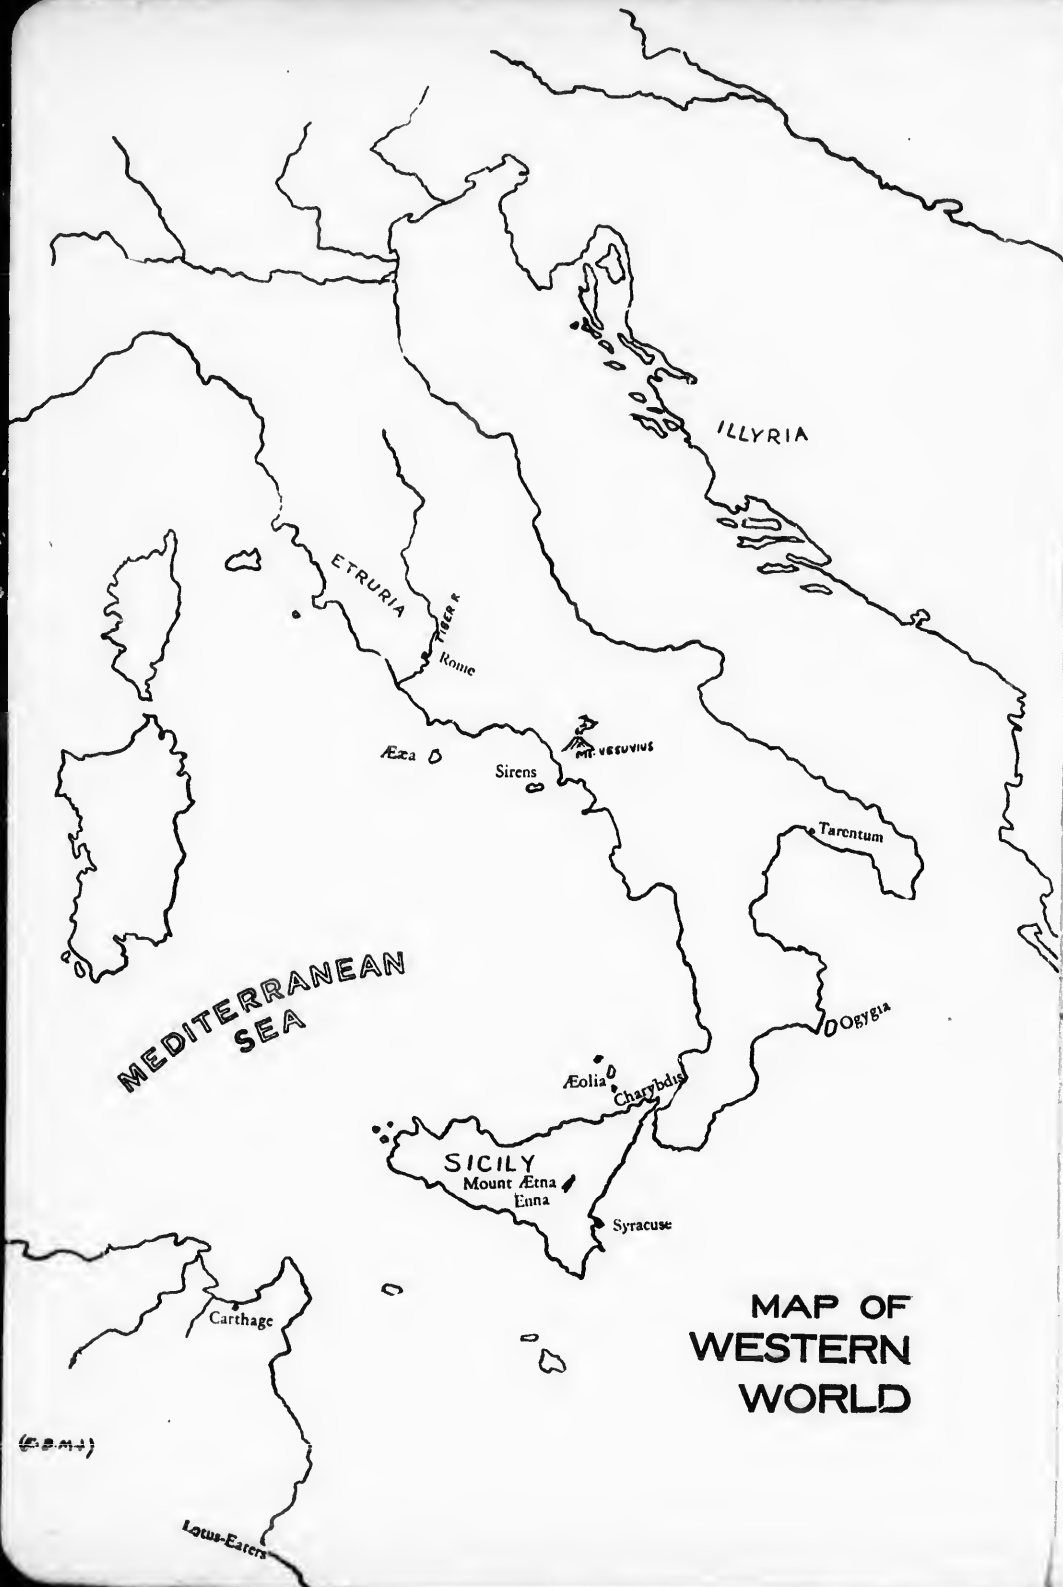 ILLYRIA
ETRURIA
TIBER R
Rome
Ææa
Mt. VESUVIUS
Sirens
Tarentum
MEDITERRANEAN
SEA
Ogygia
Æolia
Charybdis
SICILY
Mount Ætna
Enna
Syracuse
Carthage
MAP OF
WESTERN
WORLD
Lotus-Eaters